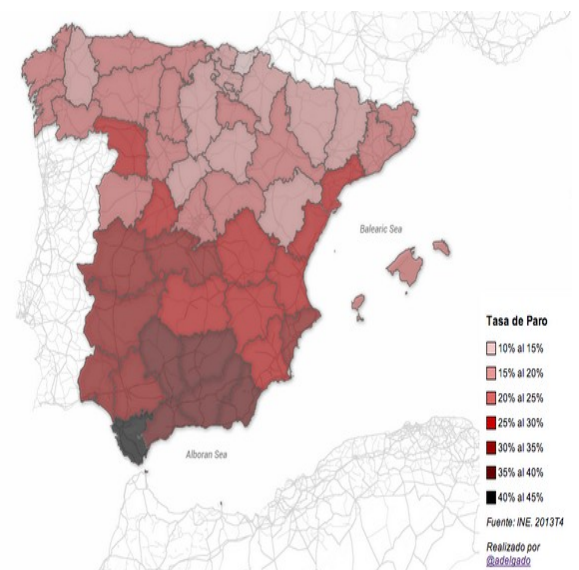 Balearic Sea
Tasa de Paro
10% al 15%
15% al 20%
20% al 25%
25% al 30%
30% al 35%
35% al 40%
40% al 45%
Alboran Sea
Fuente: INE. 2013T4
Realizado por
@adelgado